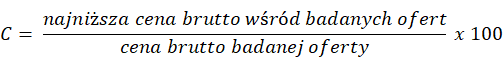 najniższa cena brutto wśród badanych ofert
C = x 100
cena brutto badanej oferty